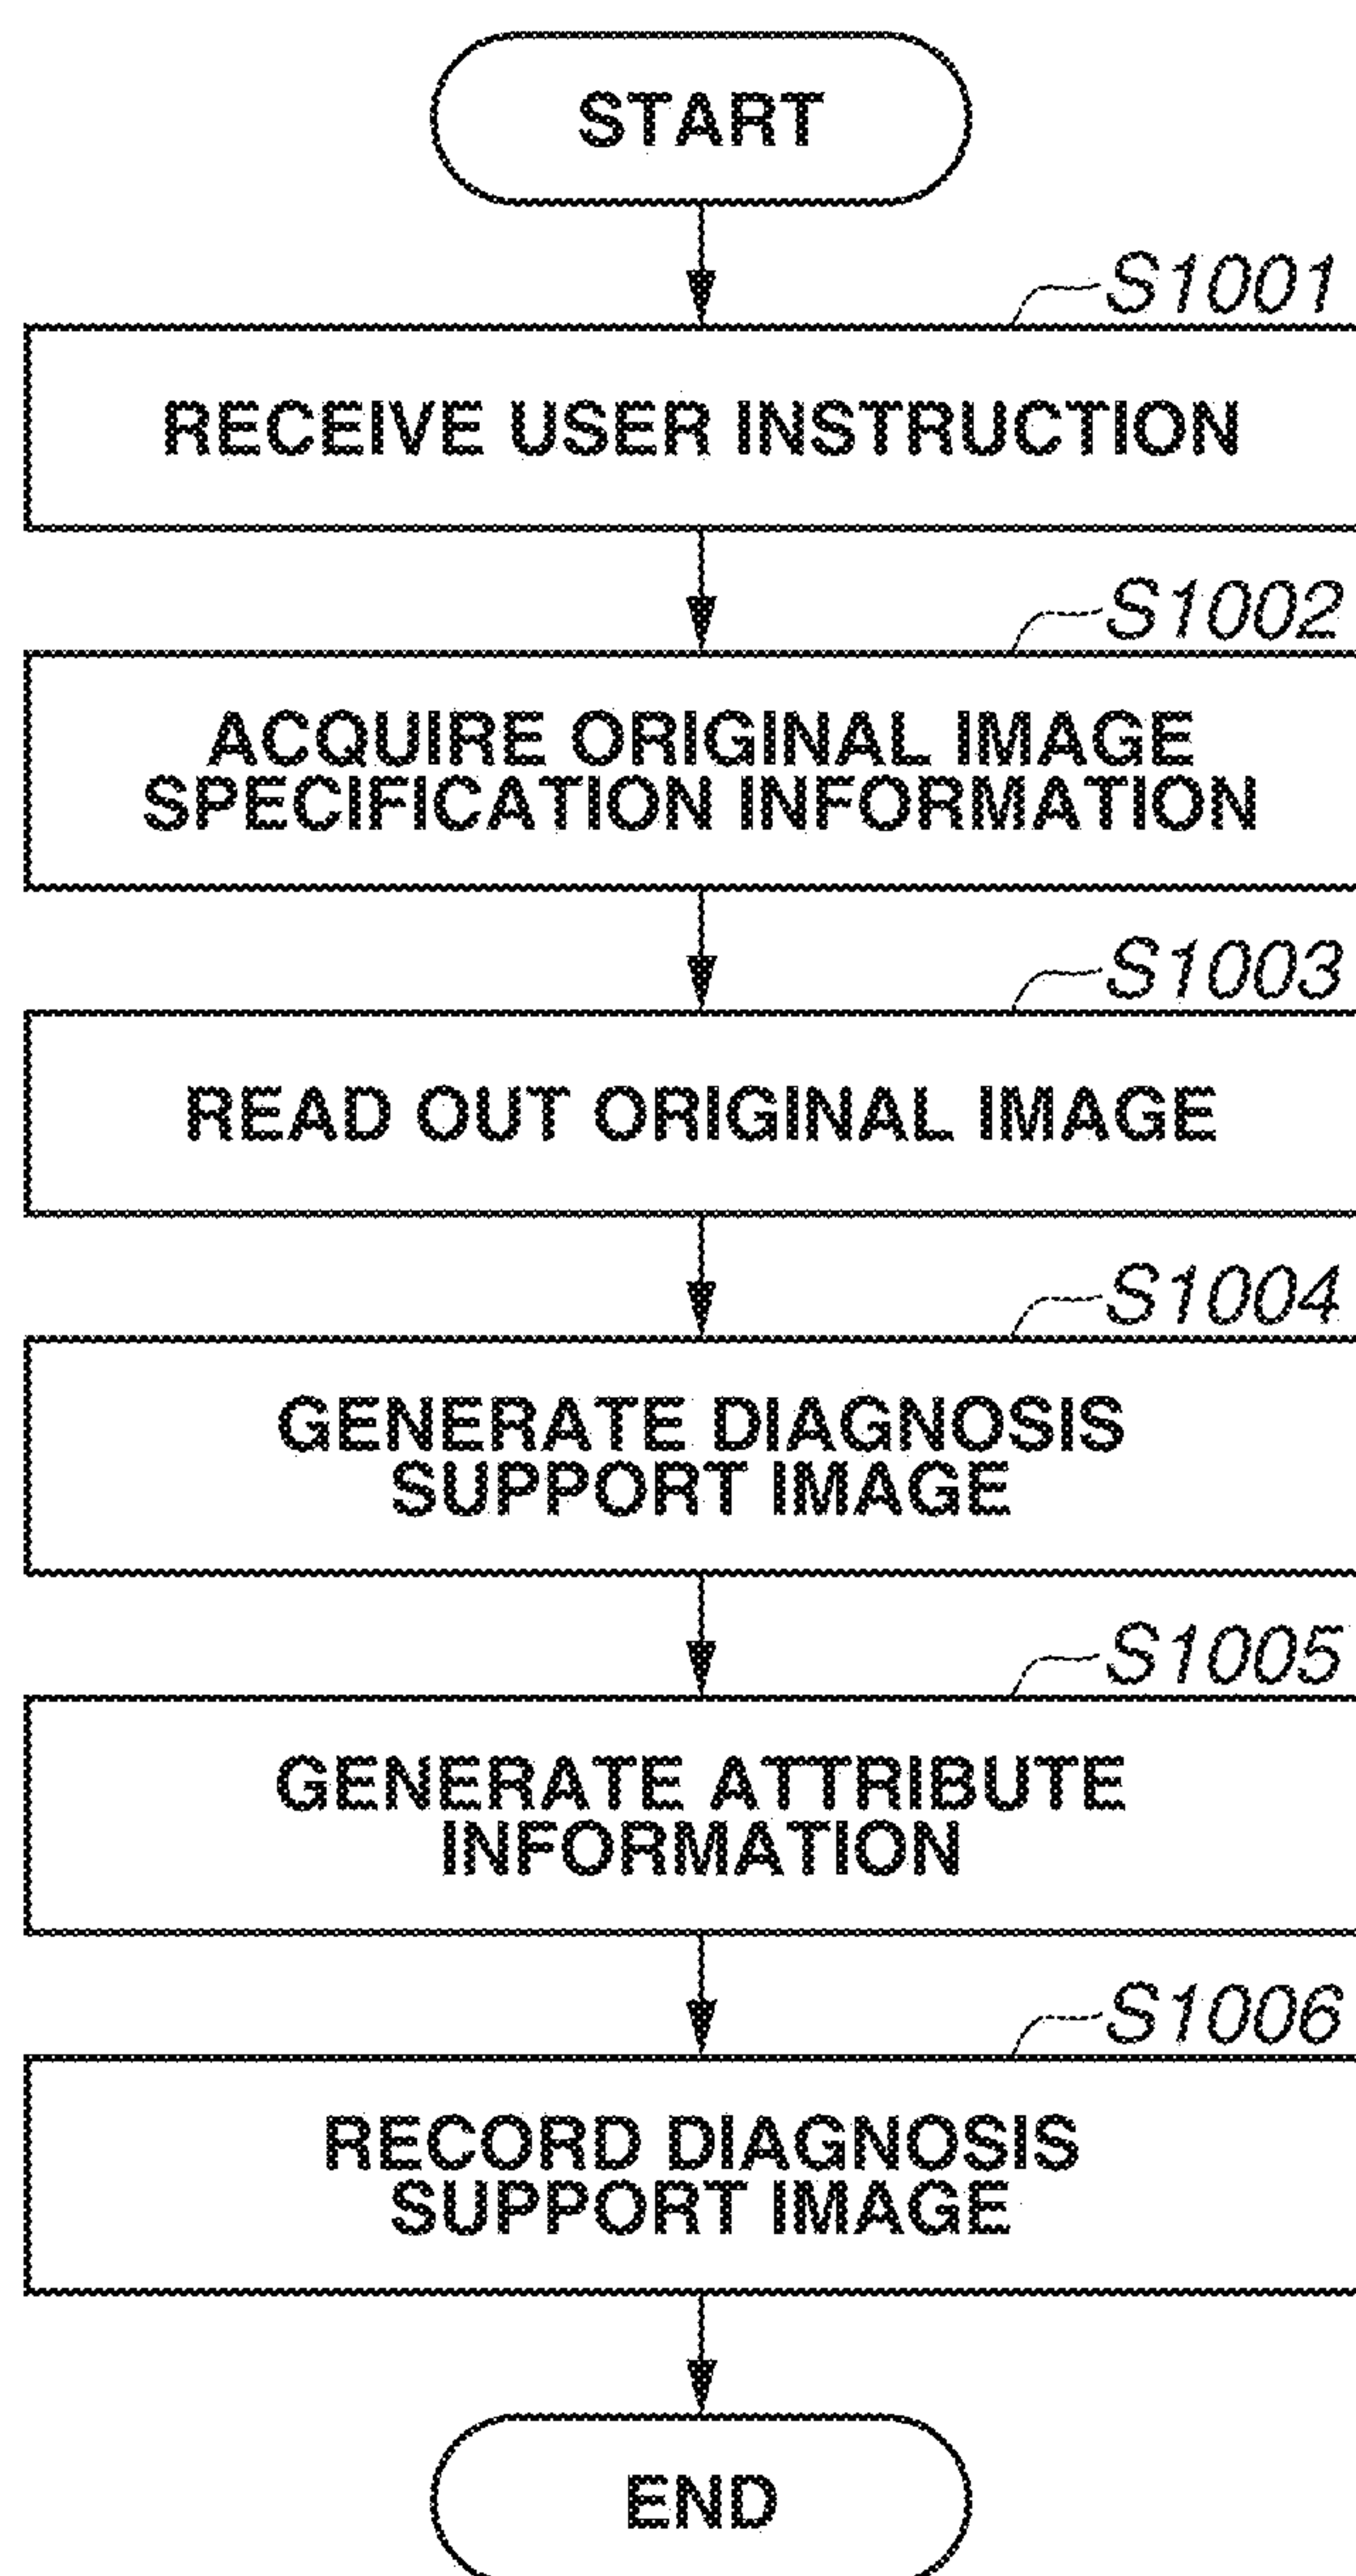 START
S1001
RECEIVE USER INSTRUCTION
S1002
ACQUIRE ORIGINAL IMAGE
SPECIFICATION INFORMATION
S1003
READ OUT ORIGINAL IMAGE
S1004
GENERATE DIAGNOSIS
SUPPORT IMAGE
S1005
GENERATE ATTRIBUTE
INFORMATION
S1006
RECORD DIAGNOSIS
SUPPORT IMAGE
END